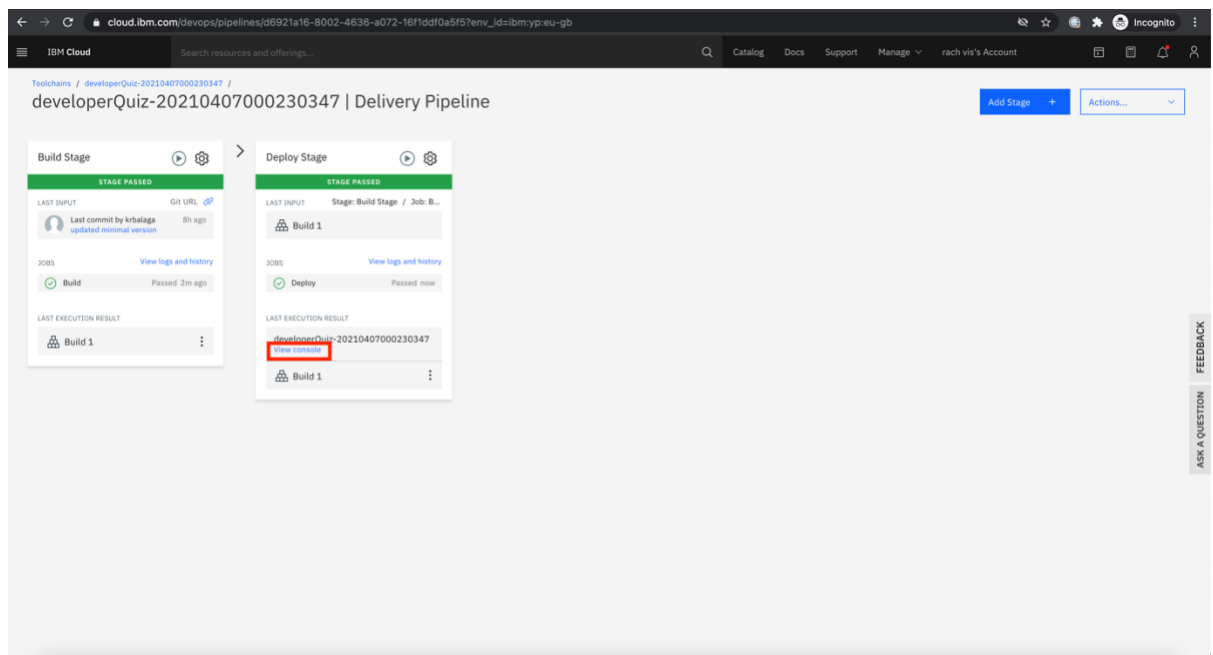 cloud.ibm.com/devops/pipelines/d6921a16-8002-4636-a072-16f1ddf0a5f5?env_id=ibm:yp:eu-gb
Incognito
IBM Cloud
Search resources and offerings...
Catalog
Docs
Support
Manage
rach vis's Account
Toolchains / developerQuiz-20210407000230347 /
developerQuiz-20210407000230347 | Delivery Pipeline
Add Stage +
Actions...
Build Stage
STAGE PASSED
LAST INPUT Git URL
Last commit by krbalaga 8h ago
updated minimal version
JOBS View logs and history
Build Passed 2m ago
LAST EXECUTION RESULT
Build 1
Deploy Stage
STAGE PASSED
LAST INPUT Stage: Build Stage / Job: B...
Build 1
JOBS View logs and history
Deploy Passed now
LAST EXECUTION RESULT
developerQuiz-20210407000230347
View console
Build 1
FEEDBACK
ASK A QUESTION